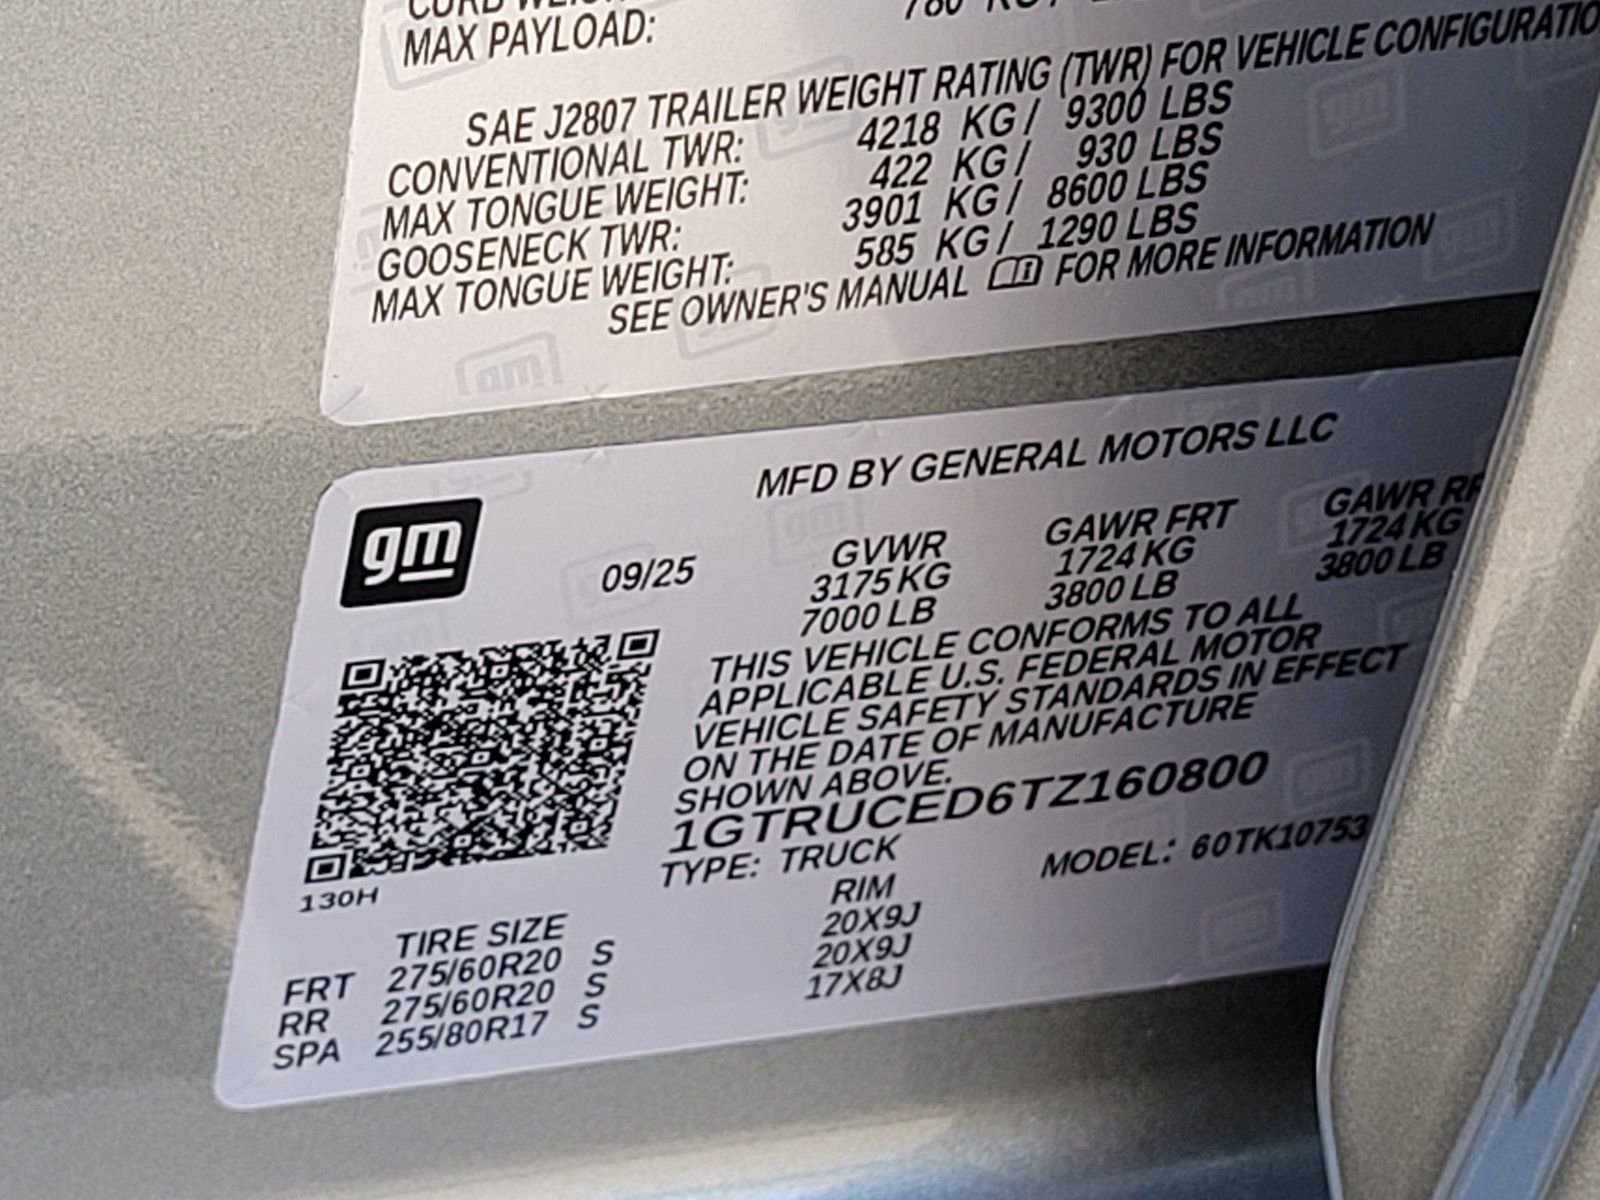 MAX PAYLOAD: 780 KG/
SAE J2807 TRAILER WEIGHT RATING (TWR) FOR VEHICLE
CONVENTIONAL TWR: 4218 KG/ 9300 LBS
MAX TONGUE WEIGHT: 422 KG/ 930 LBS
GOOSENECK TWR: 3901 KG/ 8600 LBS
MAX TONGUE WEIGHT: 585 KG/ 1290 LBS
SEE OWNER'S MANUAL FOR MORE INFORMATION
MFD BY GENERAL MOTORS LLC
gm
09/25
GVWR GAWR FRT GAWR
3175 KG 1724 KG 1724 KG
7000 LB 3800 LB 3800 LB
THIS VEHICLE CONFORMS TO ALL
APPLICABLE U.S. FEDERAL MOTOR
VEHICLE SAFETY STANDARDS IN EFFECT
ON THE DATE OF MANUFACTURE
SHOWN ABOVE.
1GTRUCED6TZ160800
TYPE: TRUCK MODEL: 60TK10753
130H
TIRE SIZE RIM
FRT 275/60R20 S 20X9J
RR 275/60R20 S 20X9J
SPA 255/80R17 S 17X8J